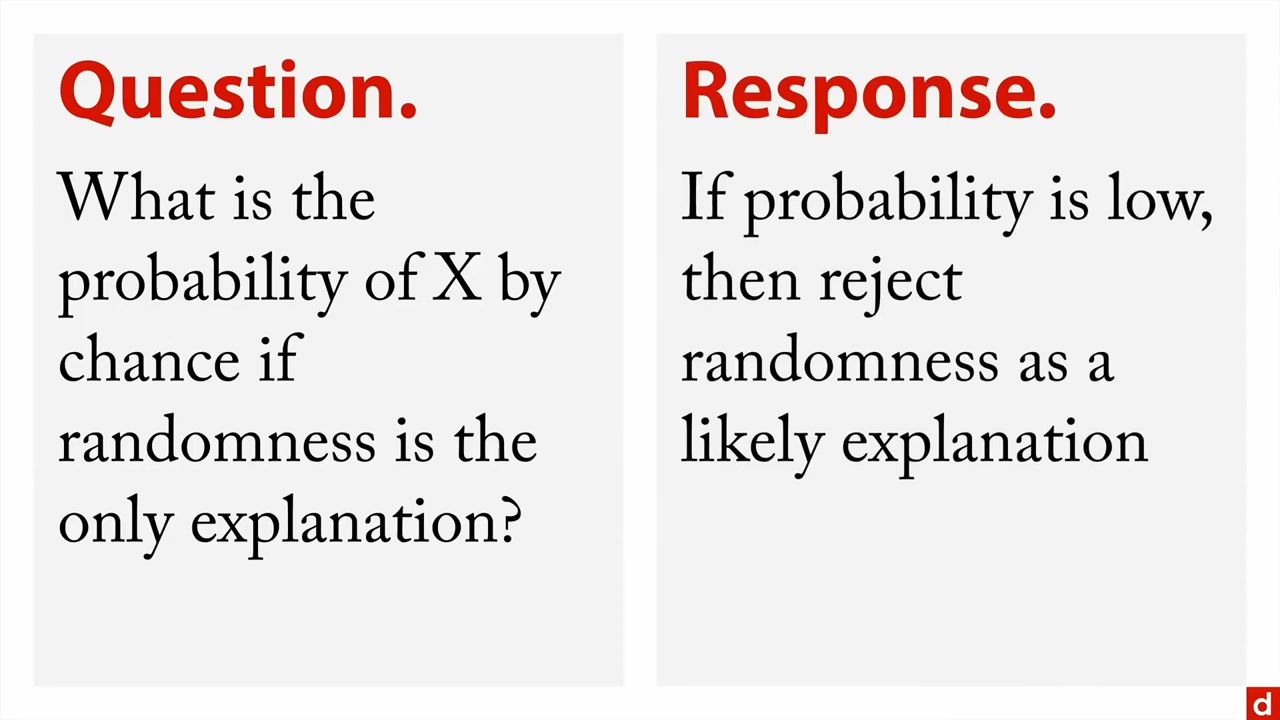 Question.
What is the
probability of X by
chance if
randomness is the
only explanation?
Response.
If probability is low,
then reject
randomness as a
likely explanation
d